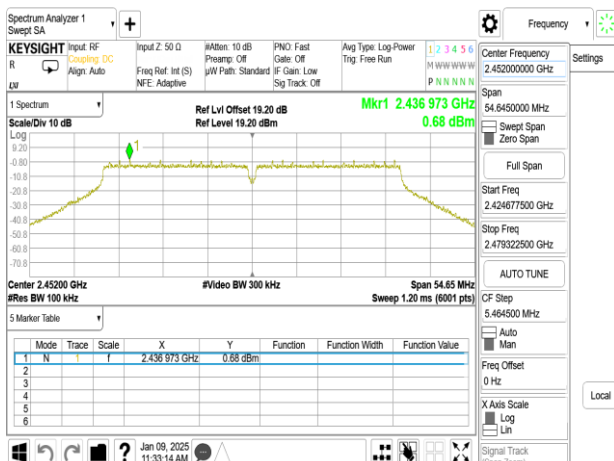 Spectrum Analyzer 1
Swept SA
Frequency
KEYSIGHT
R
Input: RF
Coupling: DC
Align: Auto
Input Z: 50 Ω
Freq Ref: Int (S)
NFE: Adaptive
#Atten: 10 dB
Preamp: Off
µW Path: Standard
PNO: Fast
Gate: Off
IF Gain: Low
Sig Track: Off
Avg Type: Log-Power
Trig: Free Run
1 2 3 4 5 6
M W W W W W
P N N N N N
Center Frequency
2.452000000 GHz
Settings
Span
54.6450000 MHz
Swept Span
Zero Span
Full Span
Start Freq
2.424677500 GHz
Stop Freq
2.479322500 GHz
AUTO TUNE
CF Step
5.464500 MHz
Auto
Man
Freq Offset
0 Hz
X Axis Scale
Log
Lin
Local
Signal Track
1 Spectrum
Scale/Div 10 dB
Ref Lvl Offset 19.20 dB
Ref Level 19.20 dBm
Mkr1 2.436 973 GHz
0.68 dBm
Log
9.20
-0.80
-10.8
-20.8
-30.8
-40.8
-50.8
-60.8
-70.8
1
Center 2.45200 GHz
#Res BW 100 kHz
#Video BW 300 kHz
Span 54.65 MHz
Sweep 1.20 ms (6001 pts)
5 Marker Table
Mode Trace Scale X Y Function Function Width Function Value
1 N 1 f 2.436 973 GHz 0.68 dBm
2
3
4
5
6
Jan 09, 2025
11:33:14 AM